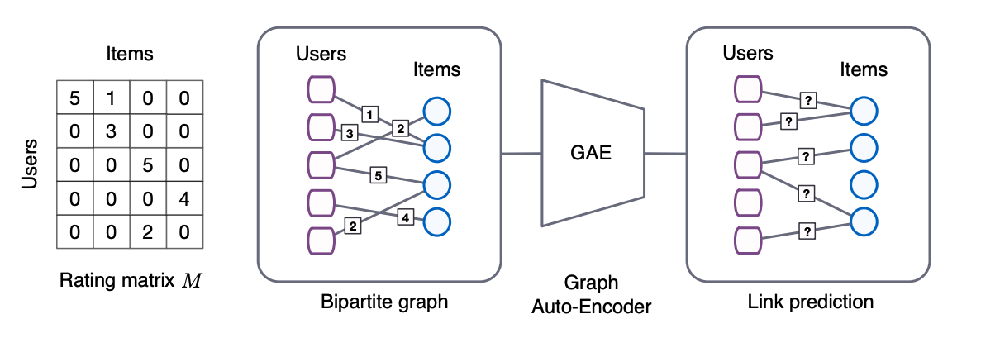 Items
Users
5 1 0 0
0 3 0 0
0 0 5 0
0 0 0 4
0 0 2 0
Rating matrix M
Users
Items
1
3
2
5
4
2
Bipartite graph
GAE
Graph
Auto-Encoder
Users
Items
?
?
?
?
?
Link prediction